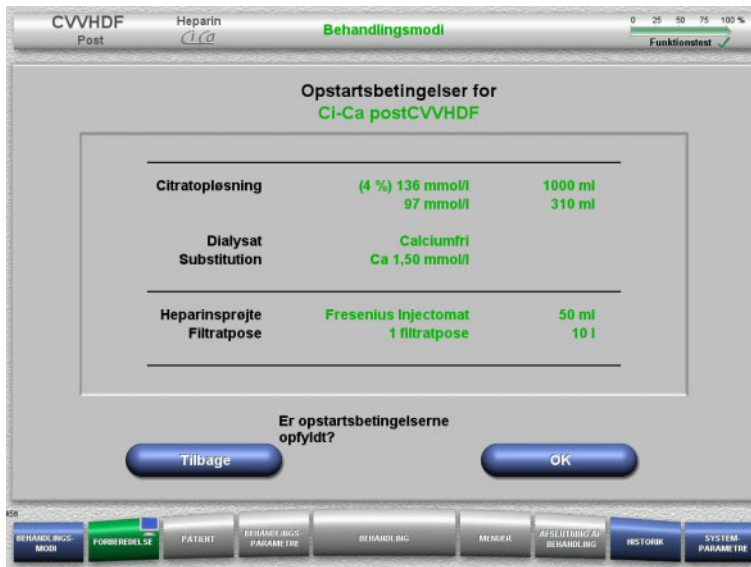 CVVHDF
Post
Heparin
Ci Ca
Behandlingsmodi
0 25 50 75 100 %
Funktionstest
Opstartsbetingelser for
Ci-Ca postCVVHDF
Citratopløsning (4 %) 136 mmol/l 1000 ml
97 mmol/l 310 ml
Dialysat Calciumfri
Substitution Ca 1,50 mmol/l
Heparinsprøjte Fresenius Injectomat 50 ml
Filtratpose 1 filtratpose 10 l
Er opstartsbetingelserne
opfyldt?
Tilbage
OK
458
BEHANDLINGS-
MODI
FORBEREDELSE
PATIENT
BEHANDLINGS-
PARAMETRE
BEHANDLING
MENUER
AFSLUTNING AF
BEHANDLING
HISTORIK
SYSTEM-
PARAMETRE